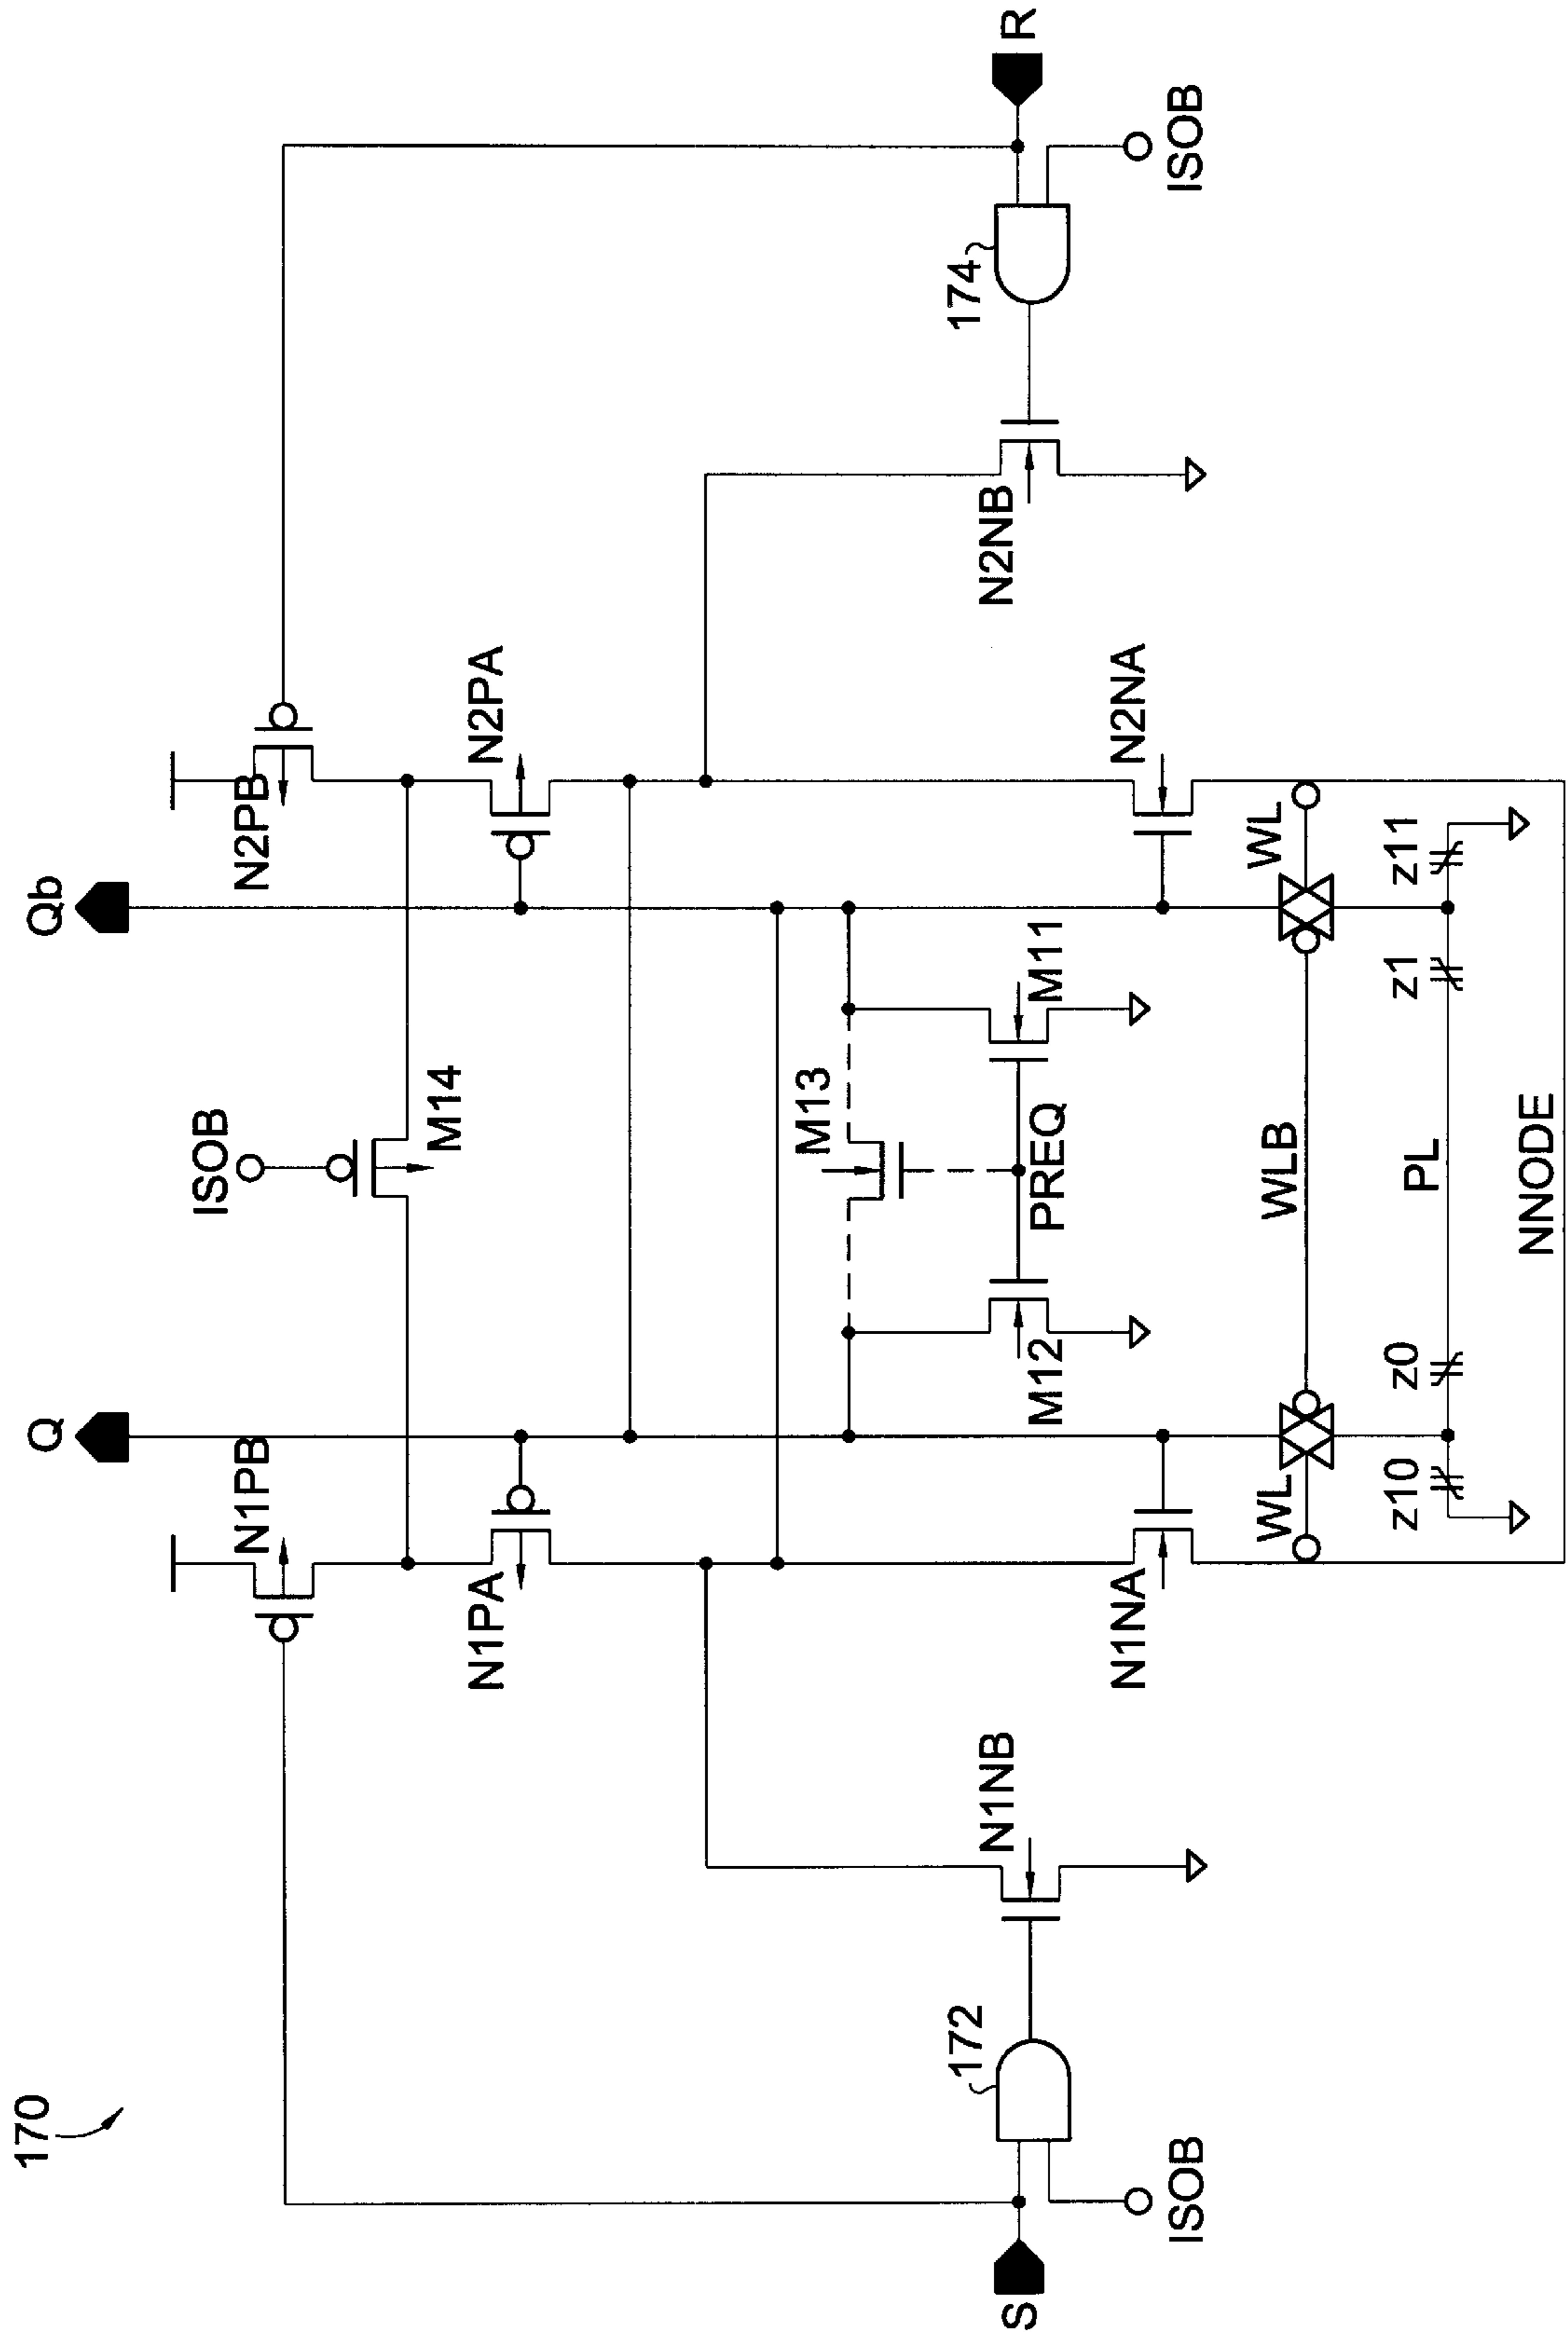 170
Q
Qb
ISOB
N1PB
N2PB
M14
N1PA
N2PA
M13
S
172
ISOB
N1NB
M12
PREQ
M11
N2NB
174
R
ISOB
N1NA
N2NA
WL
WLB
WL
z10
z0
PL
z1
z11
NNODE